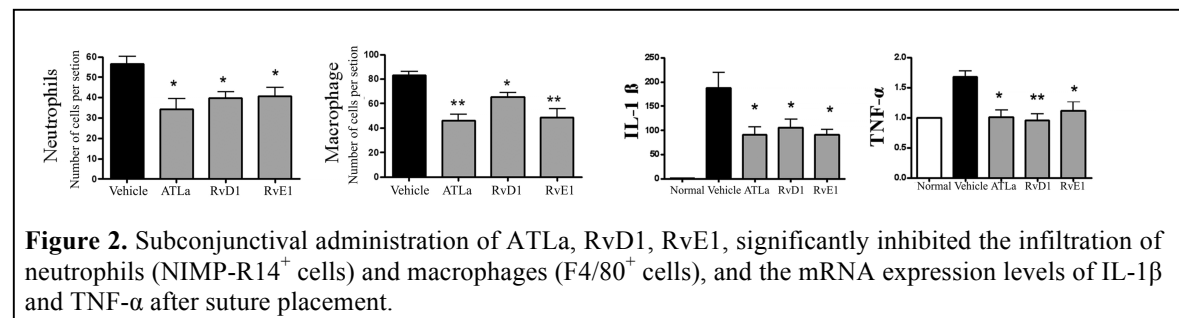 Neutrophils
Number of cells per setion
60
50
40
30
20
10
0
*
*
*
Vehicle ATLa RvD1 RvE1
Macrophage
Number of cells per setion
100
80
60
40
20
0
**
*
**
Vehicle ATLa RvD1 RvE1
IL-1 β
250
200
150
100
50
0
*
*
*
Normal Vehicle ATLa RvD1 RvE1
TNF-α
2.0
1.5
1.0
0.5
0.0
*
**
*
Normal Vehicle ATLa RvD1 RvE1
Figure 2. Subconjunctival administration of ATLa, RvD1, RvE1, significantly inhibited the infiltration of
neutrophils (NIMP-R14⁺ cells) and macrophages (F4/80⁺ cells), and the mRNA expression levels of IL-1β
and TNF-α after suture placement.